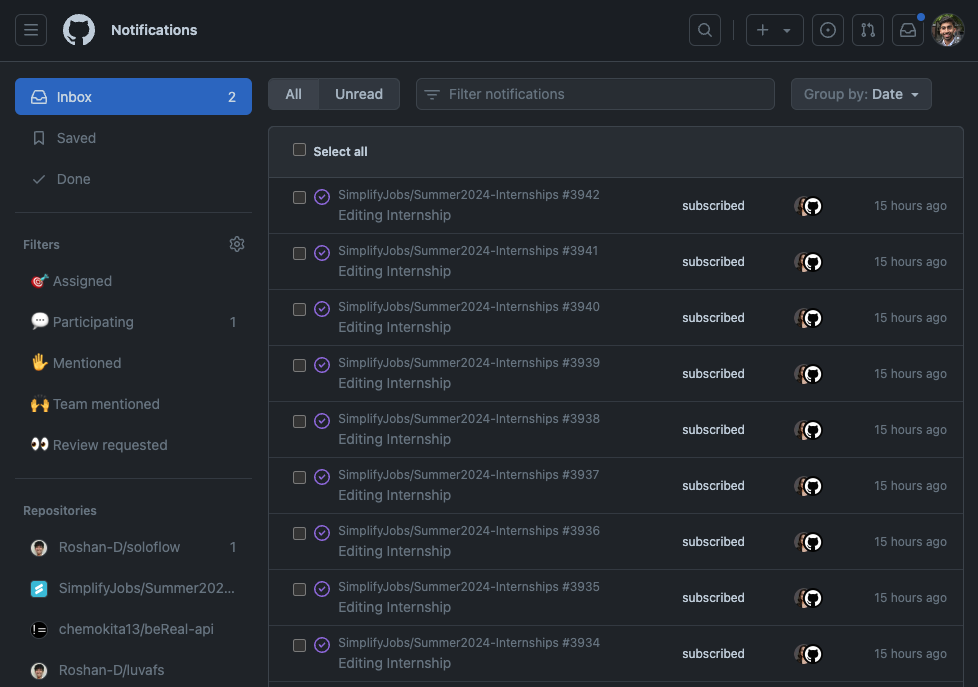 Notifications
Inbox 2
Saved
Done
Filters
Assigned
Participating 1
Mentioned
Team mentioned
Review requested
Repositories
Roshan-D/soloflow 1
SimplifyJobs/Summer202...
chemokita13/beReal-api
Roshan-D/luvafs
All Unread Filter notifications Group by: Date
Select all
SimplifyJobs/Summer2024-Internships #3942
Editing Internship subscribed 15 hours ago
SimplifyJobs/Summer2024-Internships #3941
Editing Internship subscribed 15 hours ago
SimplifyJobs/Summer2024-Internships #3940
Editing Internship subscribed 15 hours ago
SimplifyJobs/Summer2024-Internships #3939
Editing Internship subscribed 15 hours ago
SimplifyJobs/Summer2024-Internships #3938
Editing Internship subscribed 15 hours ago
SimplifyJobs/Summer2024-Internships #3937
Editing Internship subscribed 15 hours ago
SimplifyJobs/Summer2024-Internships #3936
Editing Internship subscribed 15 hours ago
SimplifyJobs/Summer2024-Internships #3935
Editing Internship subscribed 15 hours ago
SimplifyJobs/Summer2024-Internships #3934
Editing Internship subscribed 15 hours ago